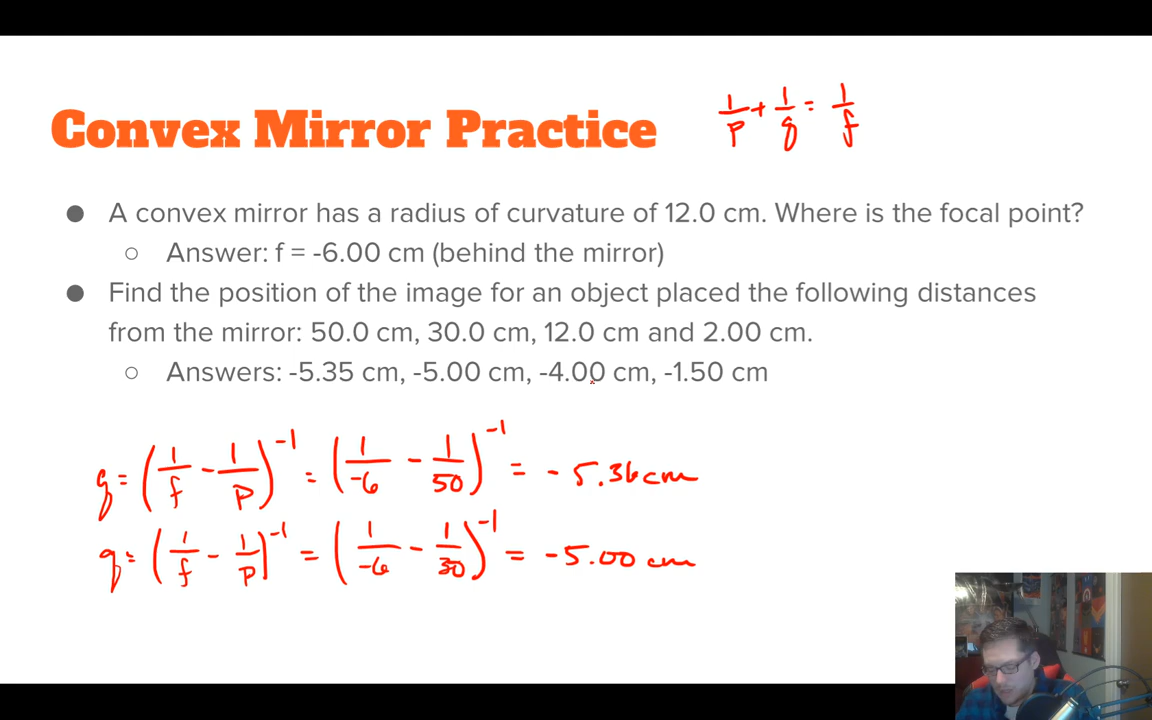 Convex Mirror Practice
1/p + 1/q = 1/f
● A convex mirror has a radius of curvature of 12.0 cm. Where is the focal point?
○ Answer: f = -6.00 cm (behind the mirror)
● Find the position of the image for an object placed the following distances
from the mirror: 50.0 cm, 30.0 cm, 12.0 cm and 2.00 cm.
○ Answers: -5.35 cm, -5.00 cm, -4.00 cm, -1.50 cm
q = (1/f - 1/p)⁻¹ = (1/-6 - 1/50)⁻¹ = -5.36cm
q = (1/f - 1/p)⁻¹ = (1/-6 - 1/30)⁻¹ = -5.00 cm